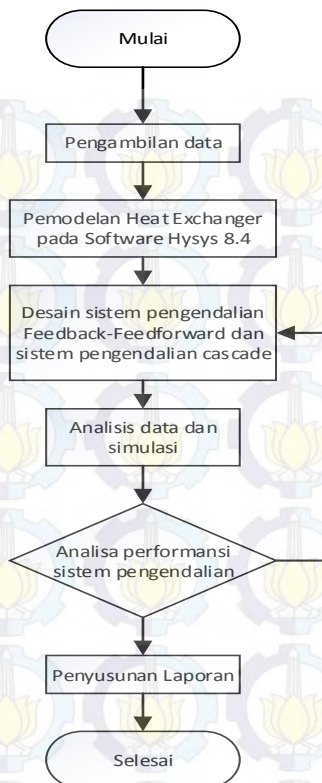 Mulai
Pengambilan data
Pemodelan Heat Exchanger
pada Software Hysys 8.4
Desain sistem pengendalian
Feedback-Feedforward dan
sistem pengendalian cascade
Analisis data dan
simulasi
Analisa performansi
sistem pengendalian
Penyusunan Laporan
Selesai